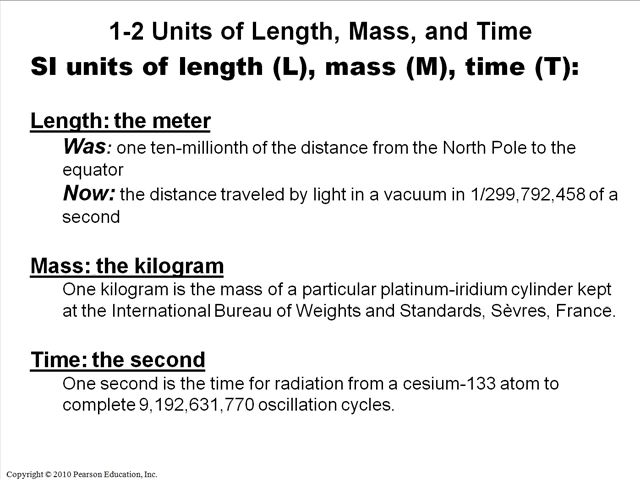 1-2 Units of Length, Mass, and Time
SI units of length (L), mass (M), time (T):
Length: the meter
Was: one ten-millionth of the distance from the North Pole to the
equator
Now: the distance traveled by light in a vacuum in 1/299,792,458 of a
second
Mass: the kilogram
One kilogram is the mass of a particular platinum-iridium cylinder kept
at the International Bureau of Weights and Standards, Sèvres, France.
Time: the second
One second is the time for radiation from a cesium-133 atom to
complete 9,192,631,770 oscillation cycles.
Copyright © 2010 Pearson Education, Inc.